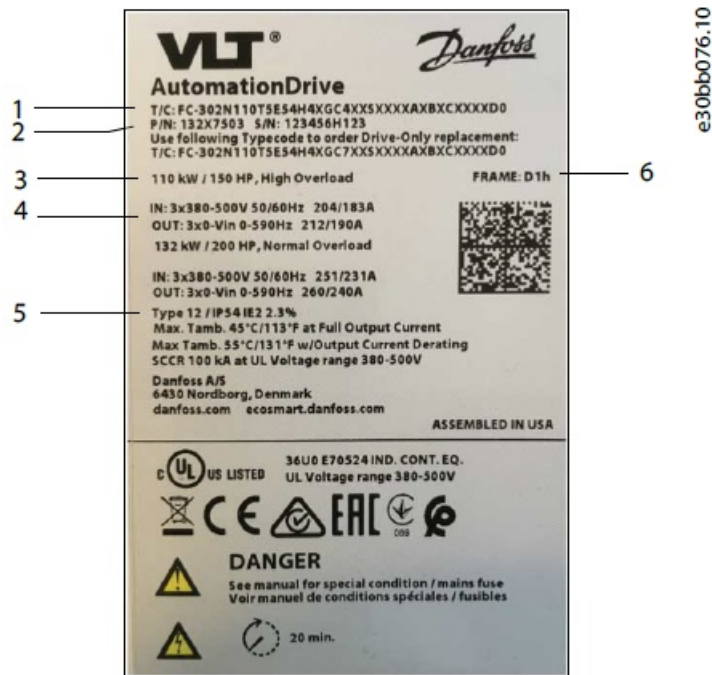 e30bb076.10
VLT®
Danfoss
AutomationDrive
1
T/C: FC-302N110T5E54H4XGC4XXSXXXXAXBXCXXXXD0
2
P/N: 132X7503 S/N: 123456H123
Use following Typecode to order Drive-Only replacement:
T/C: FC-302N110T5E54H4XGC7XXSXXXXAXBXCXXXXD0
3
110 kW / 150 HP, High Overload
FRAME: D1h
6
4
IN: 3x380-500V 50/60Hz 204/183A
OUT: 3x0-Vin 0-590Hz 212/190A
132 kW / 200 HP, Normal Overload
IN: 3x380-500V 50/60Hz 251/231A
OUT: 3x0-Vin 0-590Hz 260/240A
5
Type 12 / IP54 IE2 2.3%
Max. Tamb. 45°C/113°F at Full Output Current
Max Tamb. 55°C/131°F w/Output Current Derating
SCCR 100 kA at UL Voltage range 380-500V
Danfoss A/S
6430 Nordborg, Denmark
danfoss.com ecosmart.danfoss.com
ASSEMBLED IN USA
C UL US LISTED
36U0 E70524 IND. CONT. EQ.
UL Voltage range 380-500V
CE EAC
DANGER
See manual for special condition / mains fuse
Voir manuel de conditions spéciales / fusibles
20 min.